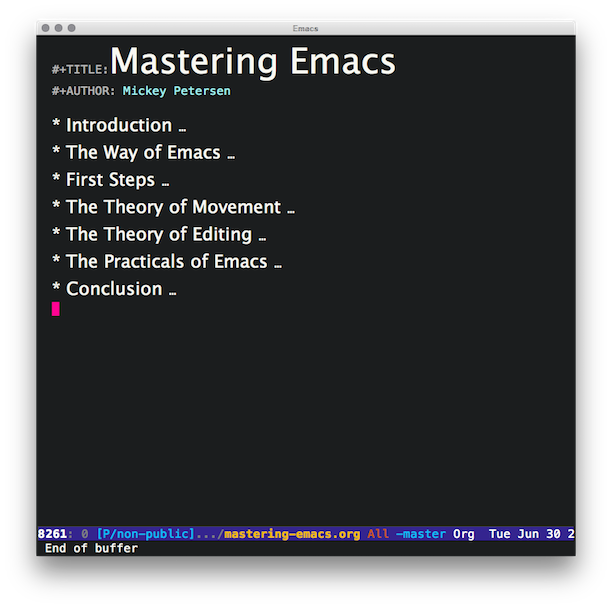 Emacs
#+TITLE:Mastering Emacs
#+AUTHOR: Mickey Petersen
* Introduction …
* The Way of Emacs …
* First Steps …
* The Theory of Movement …
* The Theory of Editing …
* The Practicals of Emacs …
* Conclusion …
8261: 0 [P/non-public].../mastering-emacs.org All -master Org  Tue Jun 30 2
End of buffer